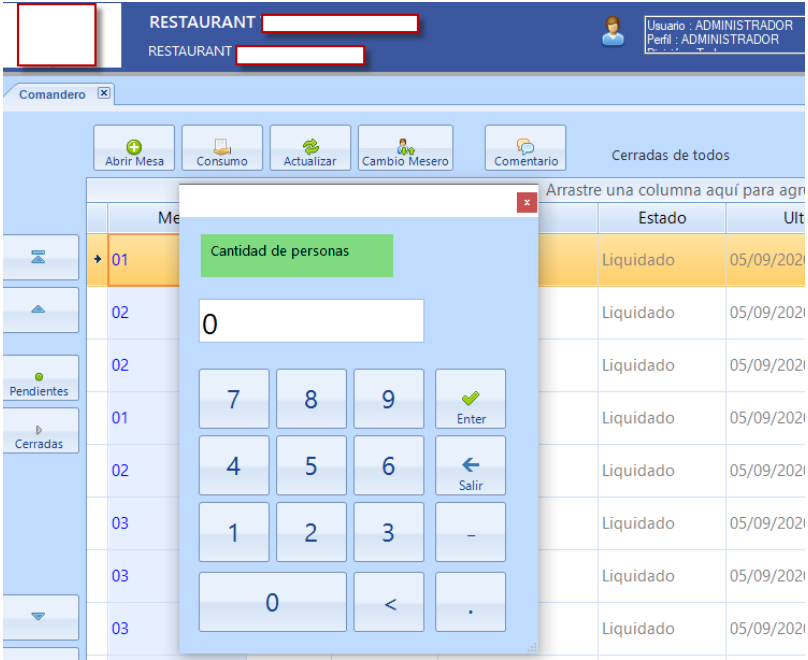 RESTAURANT
RESTAURANT
Usuario : ADMINISTRADOR
Perfil : ADMINISTRADOR
Comandero
Abrir Mesa
Consumo
Actualizar
Cambio Mesero
Comentario
Cerradas de todos
Arrastre una columna aquí para agru
Me
Estado
Ult
01 Liquidado 05/09/2020
02 Liquidado 05/09/2020
02 Liquidado 05/09/2020
01 Liquidado 05/09/2020
02 Liquidado 05/09/2020
03 Liquidado 05/09/2020
03 Liquidado 05/09/2020
03 Liquidado 05/09/2020
Pendientes
Cerradas
x
Cantidad de personas
0
7 8 9 Enter
4 5 6 Salir
1 2 3 -
0 < .